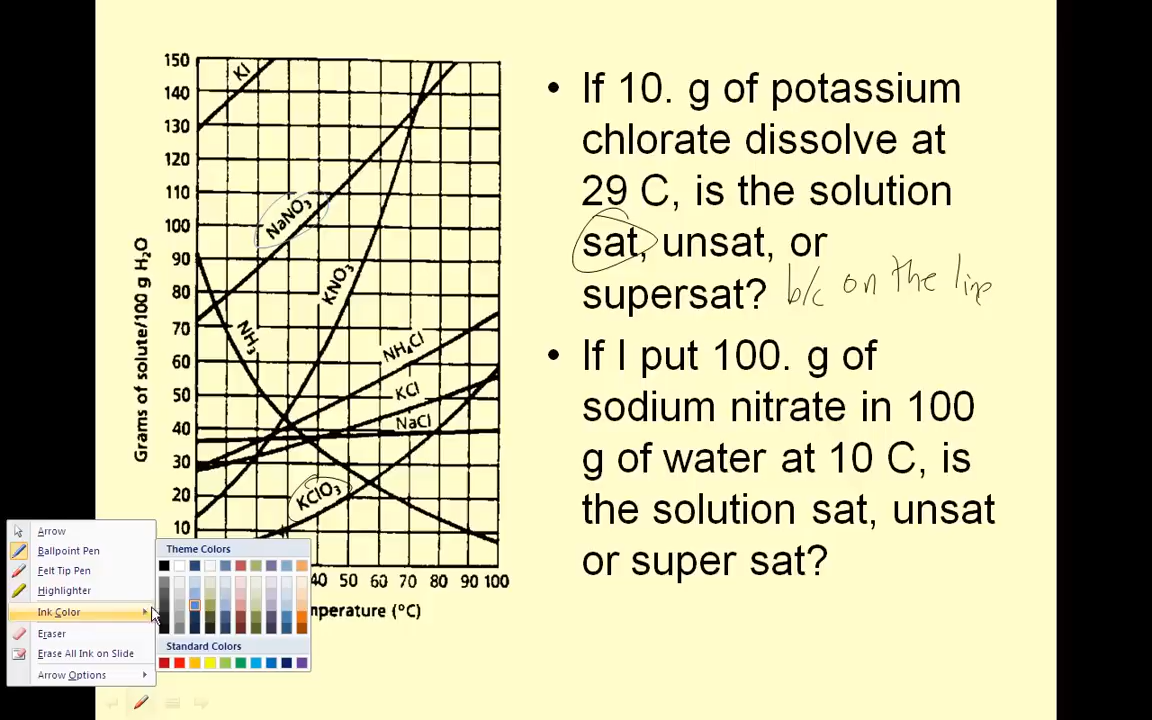 150
140
130
120
110
100
90
80
70
60
50
40
30
20
10
Grams of solute/100 g H₂O
KI
NaNO₃
KNO₃
NH₃
NH₄Cl
KCl
NaCl
KClO₃
40 50 60 70 80 90 100
mperature (°C)
• If 10. g of potassium
chlorate dissolve at
29 C, is the solution
sat, unsat, or
supersat? b/c on the line
• If I put 100. g of
sodium nitrate in 100
g of water at 10 C, is
the solution sat, unsat
or super sat?
Arrow
Ballpoint Pen
Felt Tip Pen
Highlighter
Ink Color
Eraser
Erase All Ink on Slide
Arrow Options
Theme Colors
Standard Colors